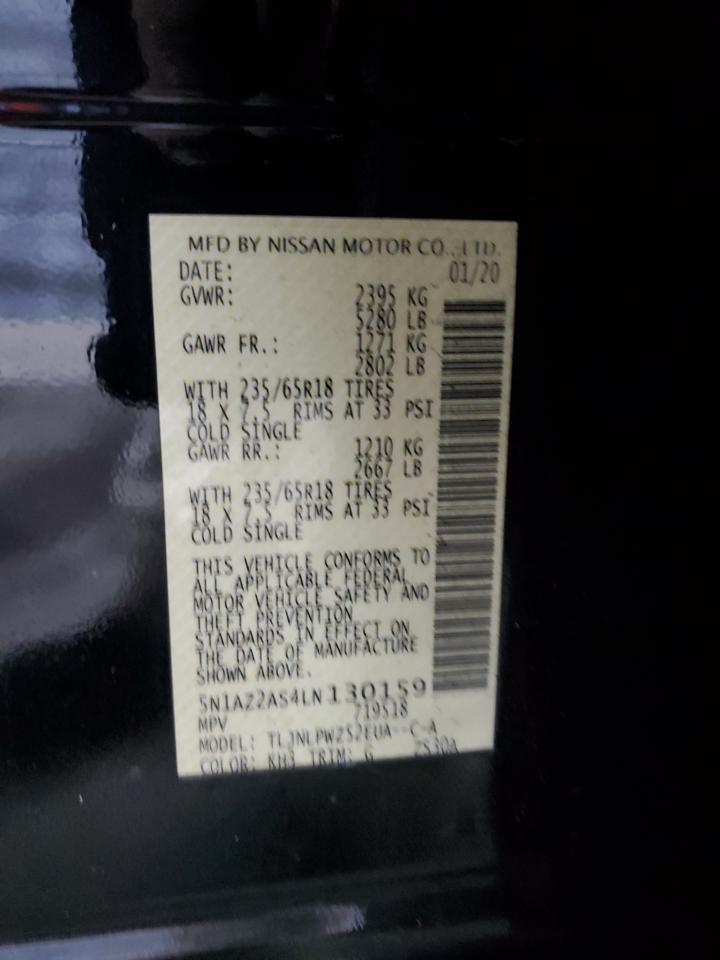 MFD BY NISSAN MOTOR CO., LTD.
DATE: 01/20
GVWR: 2395 KG
5280 LB
GAWR FR.: 1271 KG
2802 LB
WITH 235/65R18 TIRES
18 X 7.5 RIMS AT 33 PSI
COLD SINGLE
GAWR RR.: 1210 KG
2667 LB
WITH 235/65R18 TIRES
18 X 7.5 RIMS AT 33 PSI
COLD SINGLE
THIS VEHICLE CONFORMS TO
ALL APPLICABLE FEDERAL
MOTOR VEHICLE SAFETY AND
THEFT PREVENTION
STANDARDS IN EFFECT ON
THE DATE OF MANUFACTURE
SHOWN ABOVE.
5N1AZ2AS4LN130159
MPV 719518
MODEL: TLJNLPWZ52EUA--C-A
COLOR: KH3 TRIM: G